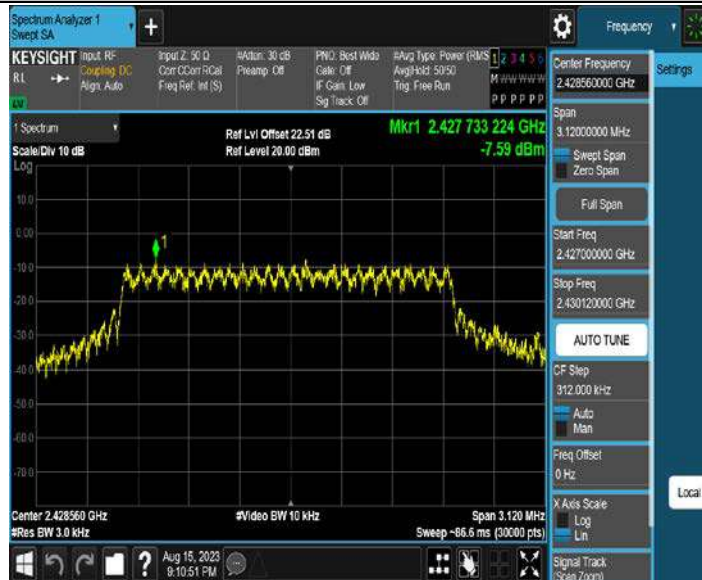 Spectrum Analyzer 1
Swept SA
+
Frequency
KEYSIGHT
RL
Input: RF
Coupling: DC
Align: Auto
Input Z: 50 Ω
Corr CCorr RCal
Freq Ref: Int (S)
#Atten: 30 dB
Preamp: Off
PNO: Best Wide
Gate: Off
IF Gain: Low
Sig Track: Off
#Avg Type: Power (RMS
Avg|Hold: 50/50
Trig: Free Run
1 2 3 4 5 6
M W W W W W
P P P P P P
1 Spectrum
Scale/Div 10 dB
Log
Ref Lvl Offset 22.51 dB
Ref Level 20.00 dBm
Mkr1 2.427 733 224 GHz
-7.59 dBm
10.0
0.00
-10.0
-20.0
-30.0
-40.0
-50.0
-60.0
-70.0
1
Center 2.428560 GHz
#Res BW 3.0 kHz
#Video BW 10 kHz
Span 3.120 MHz
Sweep ~86.6 ms (30000 pts)
?
Aug 15, 2023
9:10:51 PM
Center Frequency
2.428560000 GHz
Span
3.12000000 MHz
Swept Span
Zero Span
Full Span
Start Freq
2.427000000 GHz
Stop Freq
2.430120000 GHz
AUTO TUNE
CF Step
312.000 kHz
Auto
Man
Freq Offset
0 Hz
X Axis Scale
Log
Lin
Signal Track
(Span Zoom)
Settings
Local